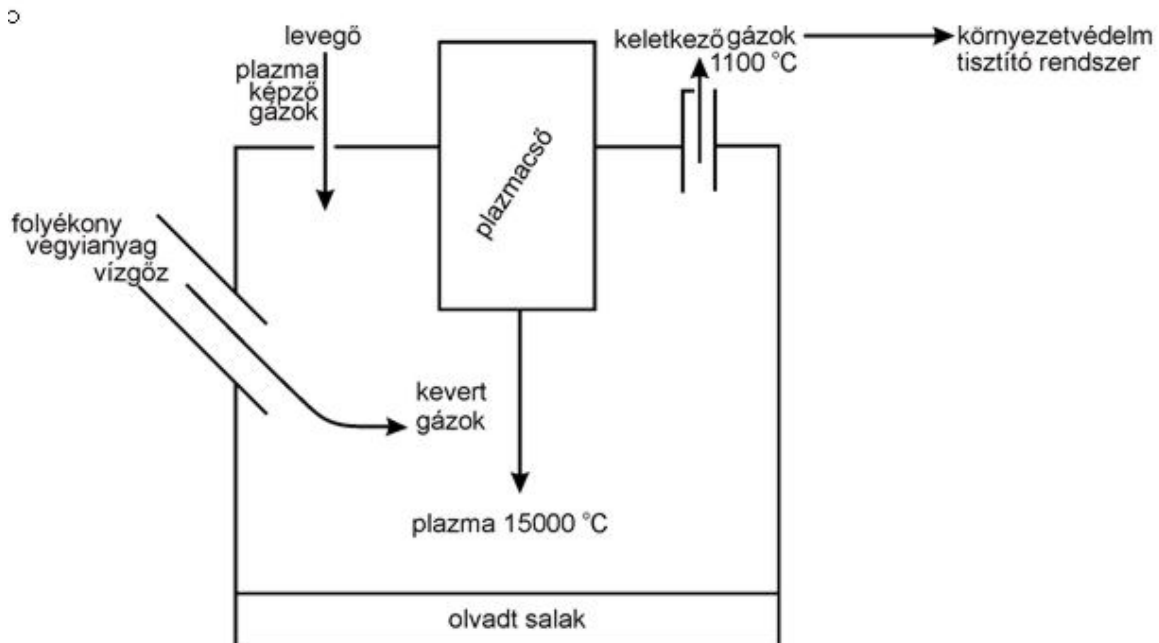 levegő
plazma
képző
gázok
keletkező gázok
1100 °C
környezetvédelm
tisztító rendszer
plazmacső
folyékony
vegyianyag
vízgőz
kevert
gázok
plazma 15000 °C
olvadt salak